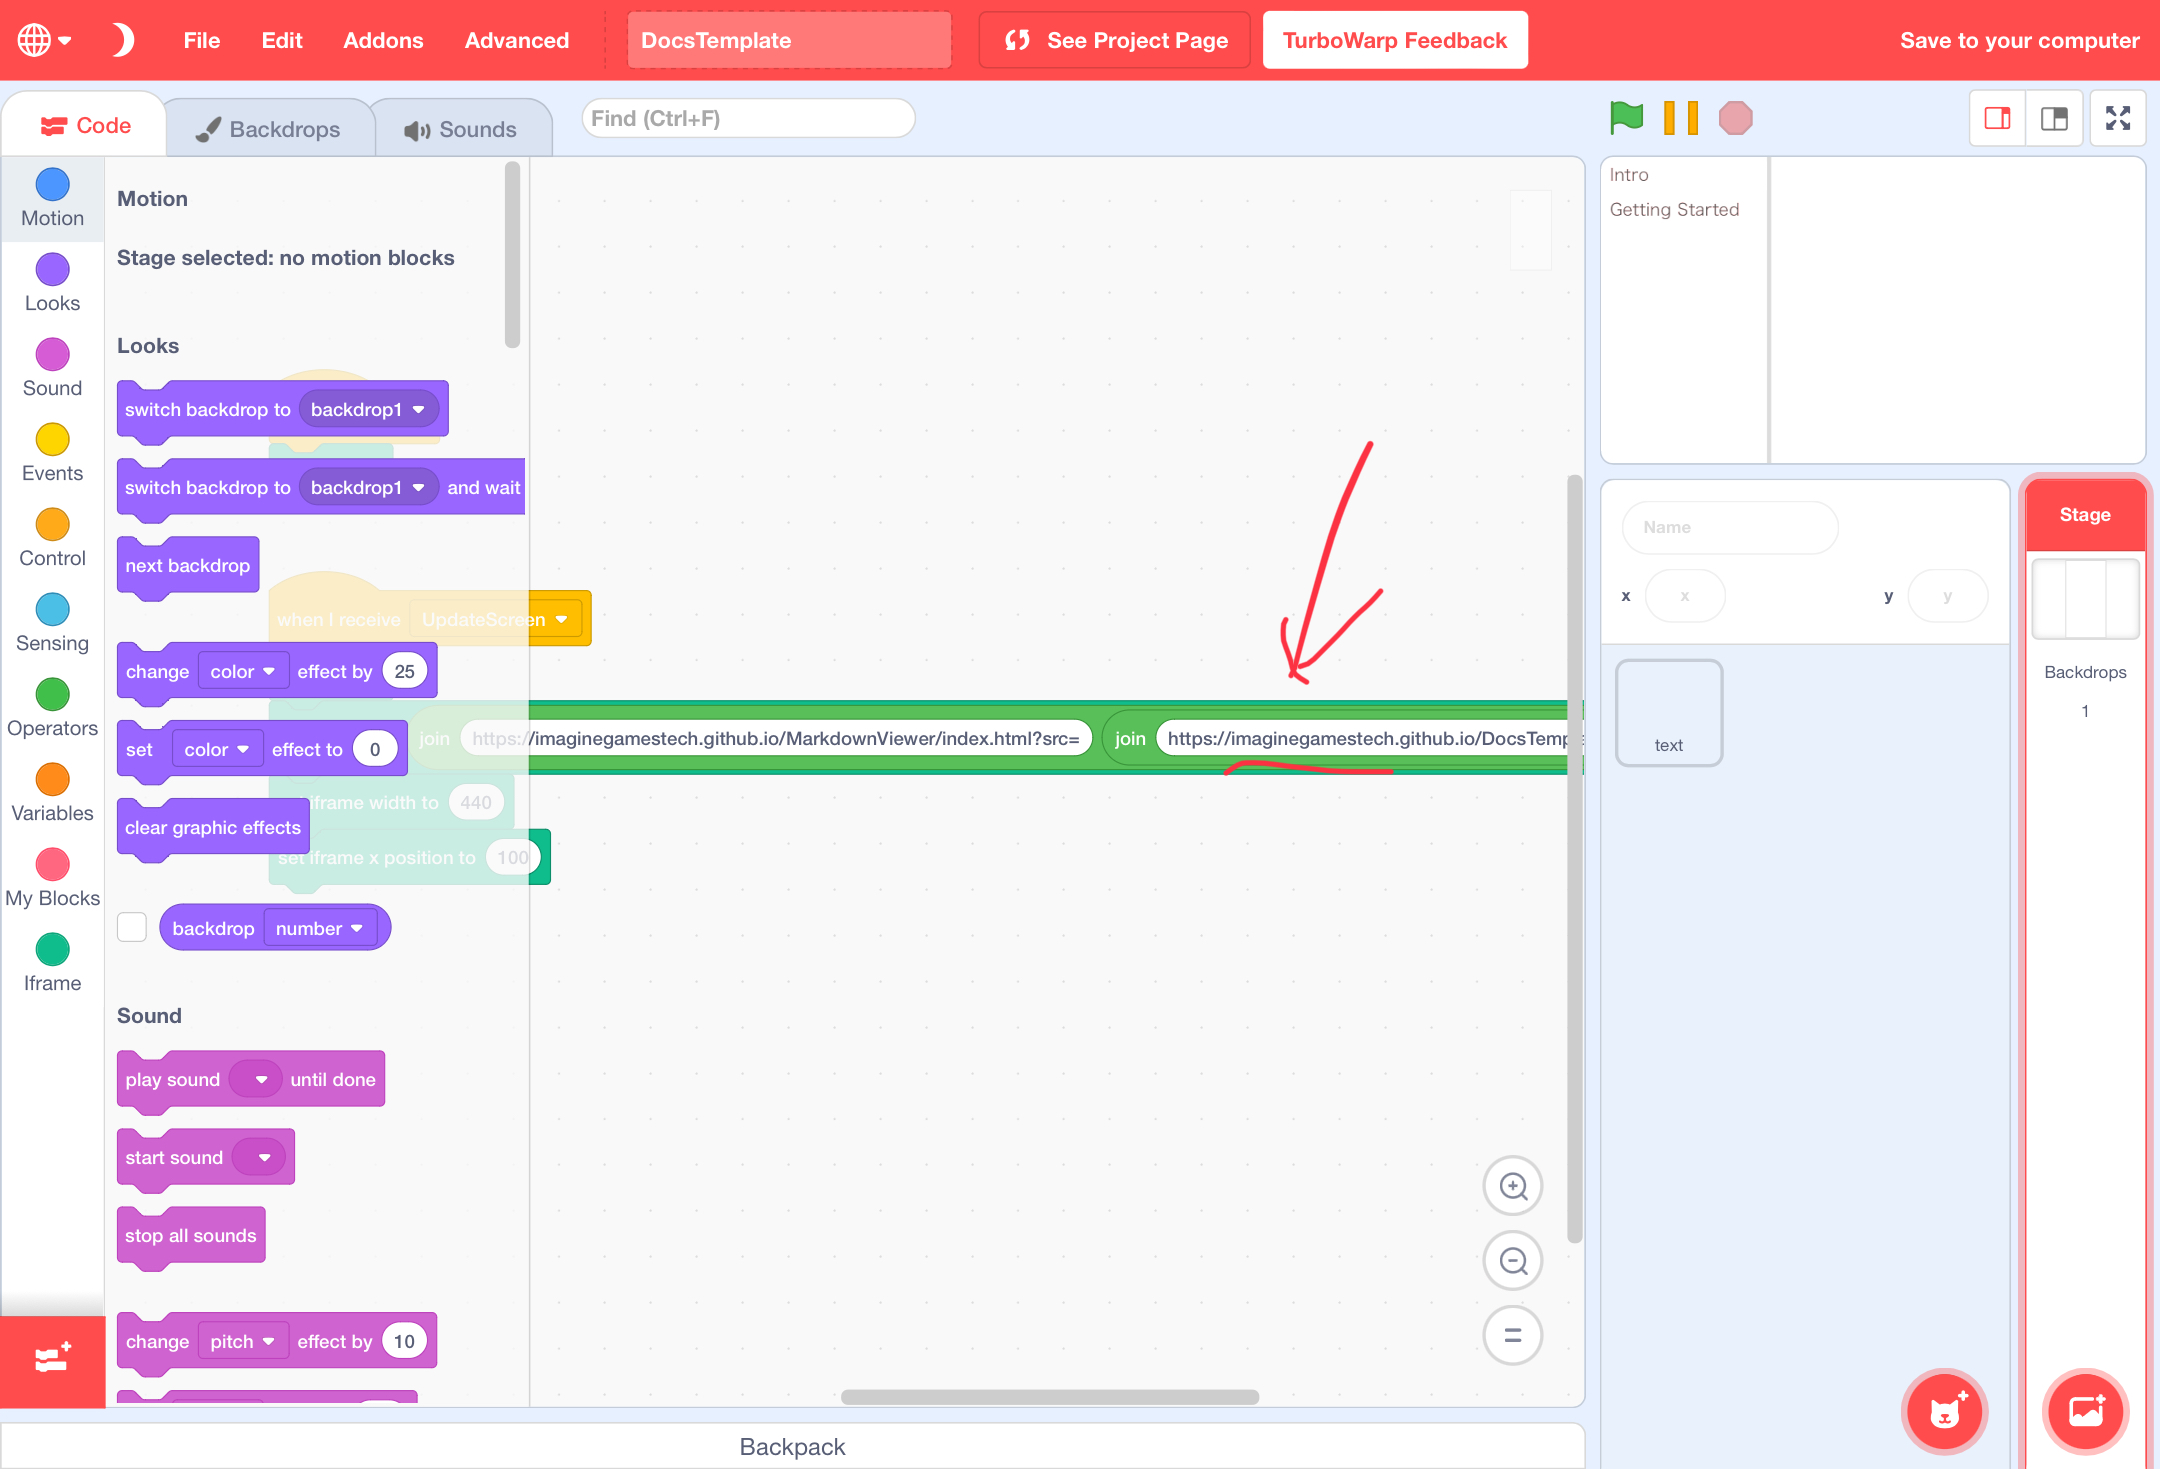 File Edit Addons Advanced DocsTemplate See Project Page TurboWarp Feedback Save to your computer
Code Backdrops Sounds Find (Ctrl+F)
Motion
Looks
Sound
Events
Control
Sensing
Operators
Variables
My Blocks
Iframe
Motion
Stage selected: no motion blocks
Looks
switch backdrop to backdrop1
switch backdrop to backdrop1 and wait
next backdrop
change color effect by 25
set color effect to 0
clear graphic effects
backdrop number
Sound
play sound until done
start sound
stop all sounds
change pitch effect by 10
when I receive UpdateScreen
join https://imaginegamestech.github.io/MarkdownViewer/index.html?src= join https://imaginegamestech.github.io/DocsTemp
iframe width to 440
set iframe x position to 100
Intro
Getting Started
Name
x x y y
text
Stage
Backdrops
1
Backpack